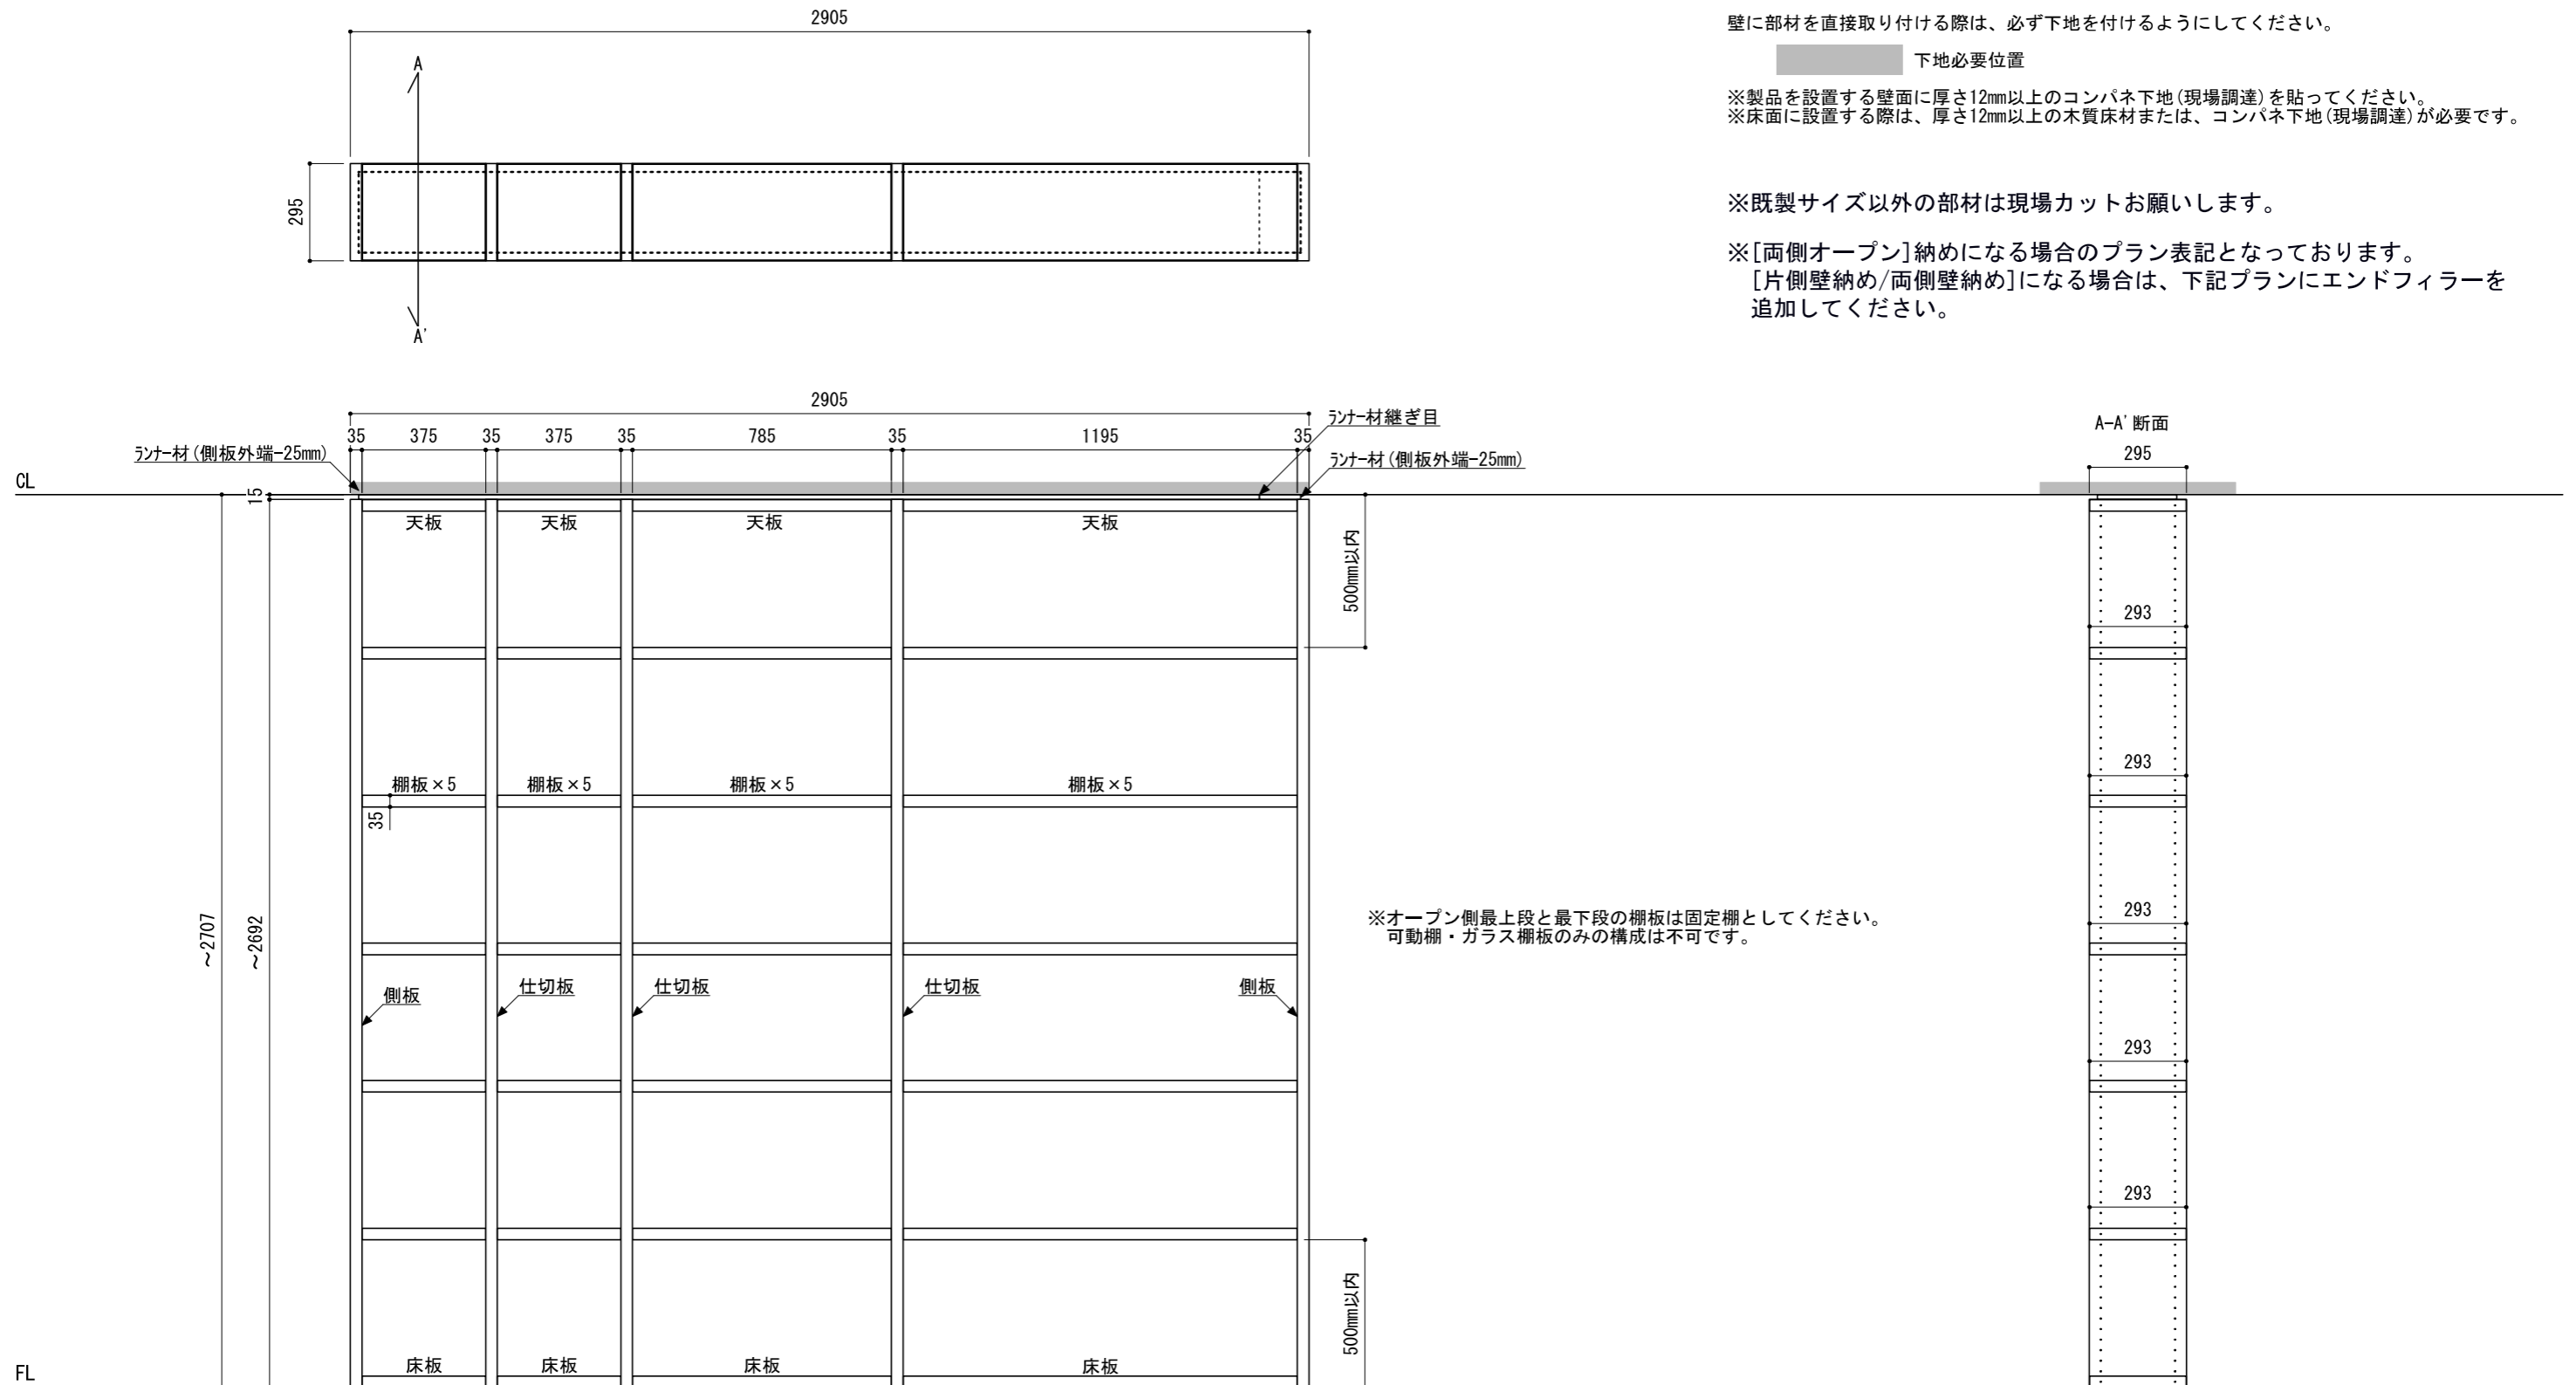 2905
A
295
A'
壁に部材を直接取り付ける際は、必ず下地を付けるようにしてください。
下地必要位置
※製品を設置する壁面に厚さ12mm以上のコンパネ下地(現場調達)を貼ってください。
※床面に設置する際は、厚さ12mm以上の木質床材または、コンパネ下地(現場調達)が必要です。
※既製サイズ以外の部材は現場カットお願いします。
※[両側オープン]納めになる場合のプラン表記となっております。
[片側壁納め/両側壁納め]になる場合は、下記プランにエンドフィラーを
追加してください。
2905
ﾗﾝﾅｰ材継ぎ目
35 375 35 375 35 785 35 1195 35
ﾗﾝﾅｰ材(側板外端-25mm)
ﾗﾝﾅｰ材(側板外端-25mm)
A-A'断面
295
CL
15
天板 天板 天板 天板
500mm以内
293
棚板×5 棚板×5 棚板×5 棚板×5
35
293
~2707
~2692
※オープン側最上段と最下段の棚板は固定棚としてください。
可動棚・ガラス棚板のみの構成は不可です。
293
側板 仕切板 仕切板 仕切板 側板
293
293
500mm以内
床板 床板 床板 床板
FL